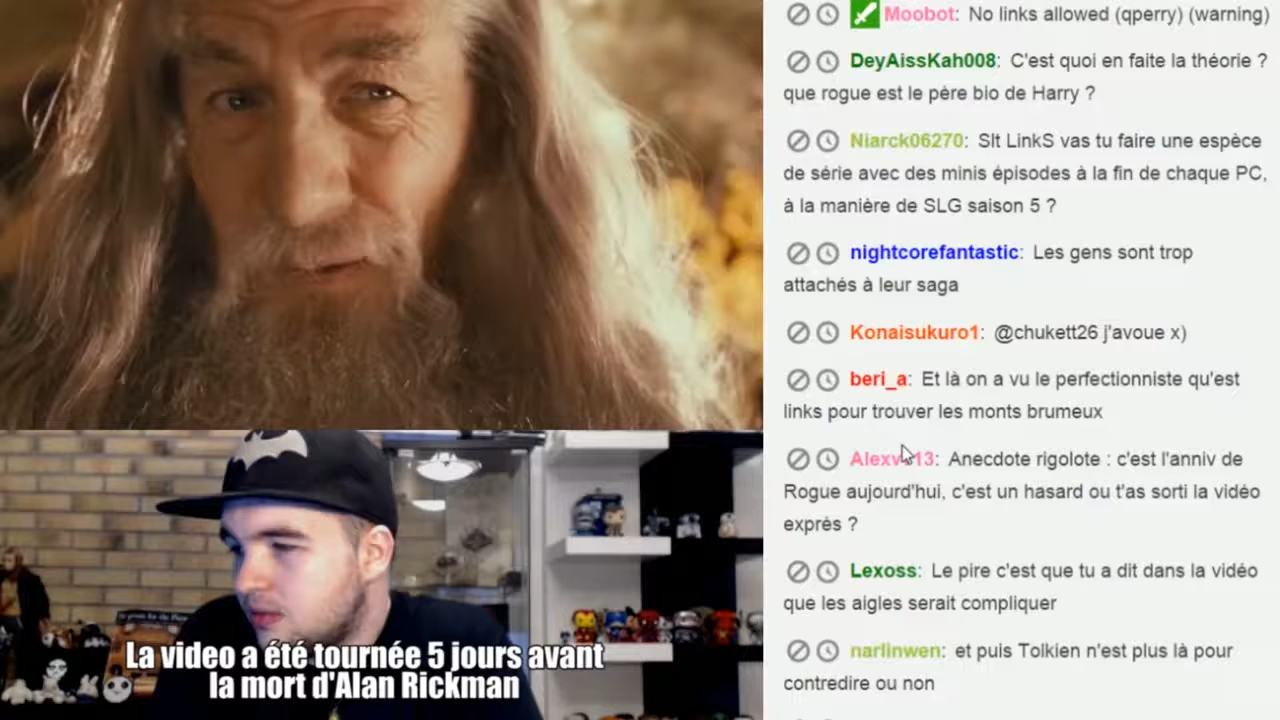 Moobot: No links allowed (qperry) (warning)
DeyAissKah008: C'est quoi en faite la théorie ?
que rogue est le père bio de Harry ?
Niarck06270: Slt LinkS vas tu faire une espèce
de série avec des minis épisodes à la fin de chaque PC,
à la manière de SLG saison 5 ?
nightcorefantastic: Les gens sont trop
attachés à leur saga
Konaisukuro1: @chukett26 j'avoue x)
beri_a: Et là on a vu le perfectionniste qu'est
links pour trouver les monts brumeux
Anecdote rigolote : c'est l'anniv de
Rogue aujourd'hui, c'est un hasard ou t'as sorti la vidéo
exprès ?
Lexoss: Le pire c'est que tu a dit dans la vidéo
que les aigles serait compliquer
narlinwen: et puis Tolkien n'est plus là pour
contredire ou non
La video a été tournée 5 jours avant
la mort d'Alan Rickman